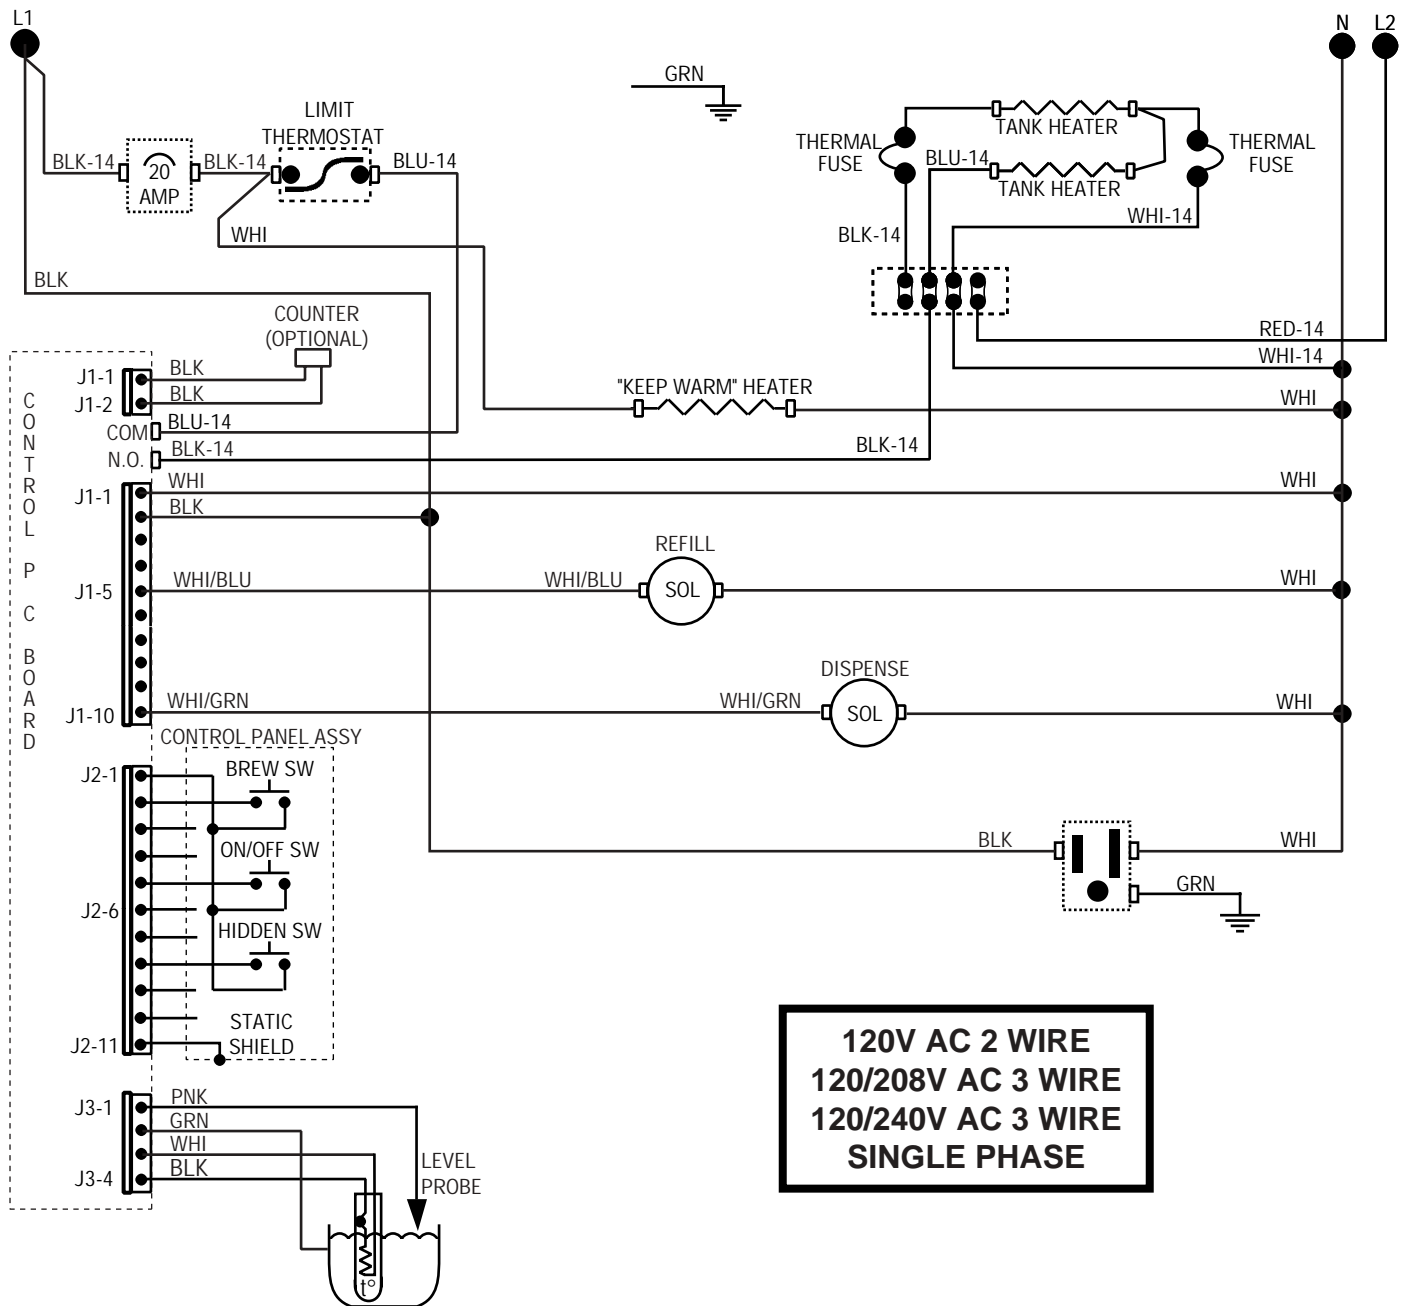 L1
N L2
GRN
LIMIT
THERMOSTAT
BLK-14
20
AMP
BLK-14
BLU-14
WHI
BLK
THERMAL
FUSE
TANK HEATER
BLU-14
TANK HEATER
THERMAL
FUSE
WHI-14
BLK-14
RED-14
WHI-14
COUNTER
(OPTIONAL)
CONTROL PC BOARD
J1-1 BLK
J1-2 BLK
COM BLU-14
N.O. BLK-14
"KEEP WARM" HEATER
WHI
BLK-14
J1-1 WHI
WHI
BLK
REFILL
J1-5 WHI/BLU
WHI/BLU
SOL
WHI
DISPENSE
J1-10 WHI/GRN
WHI/GRN
SOL
WHI
CONTROL PANEL ASSY
J2-1
BREW SW
ON/OFF SW
J2-6
HIDDEN SW
STATIC
SHIELD
J2-11
BLK
WHI
GRN
J3-1 PNK
GRN
WHI
J3-4 BLK
LEVEL
PROBE
t°
120V AC 2 WIRE
120/208V AC 3 WIRE
120/240V AC 3 WIRE
SINGLE PHASE